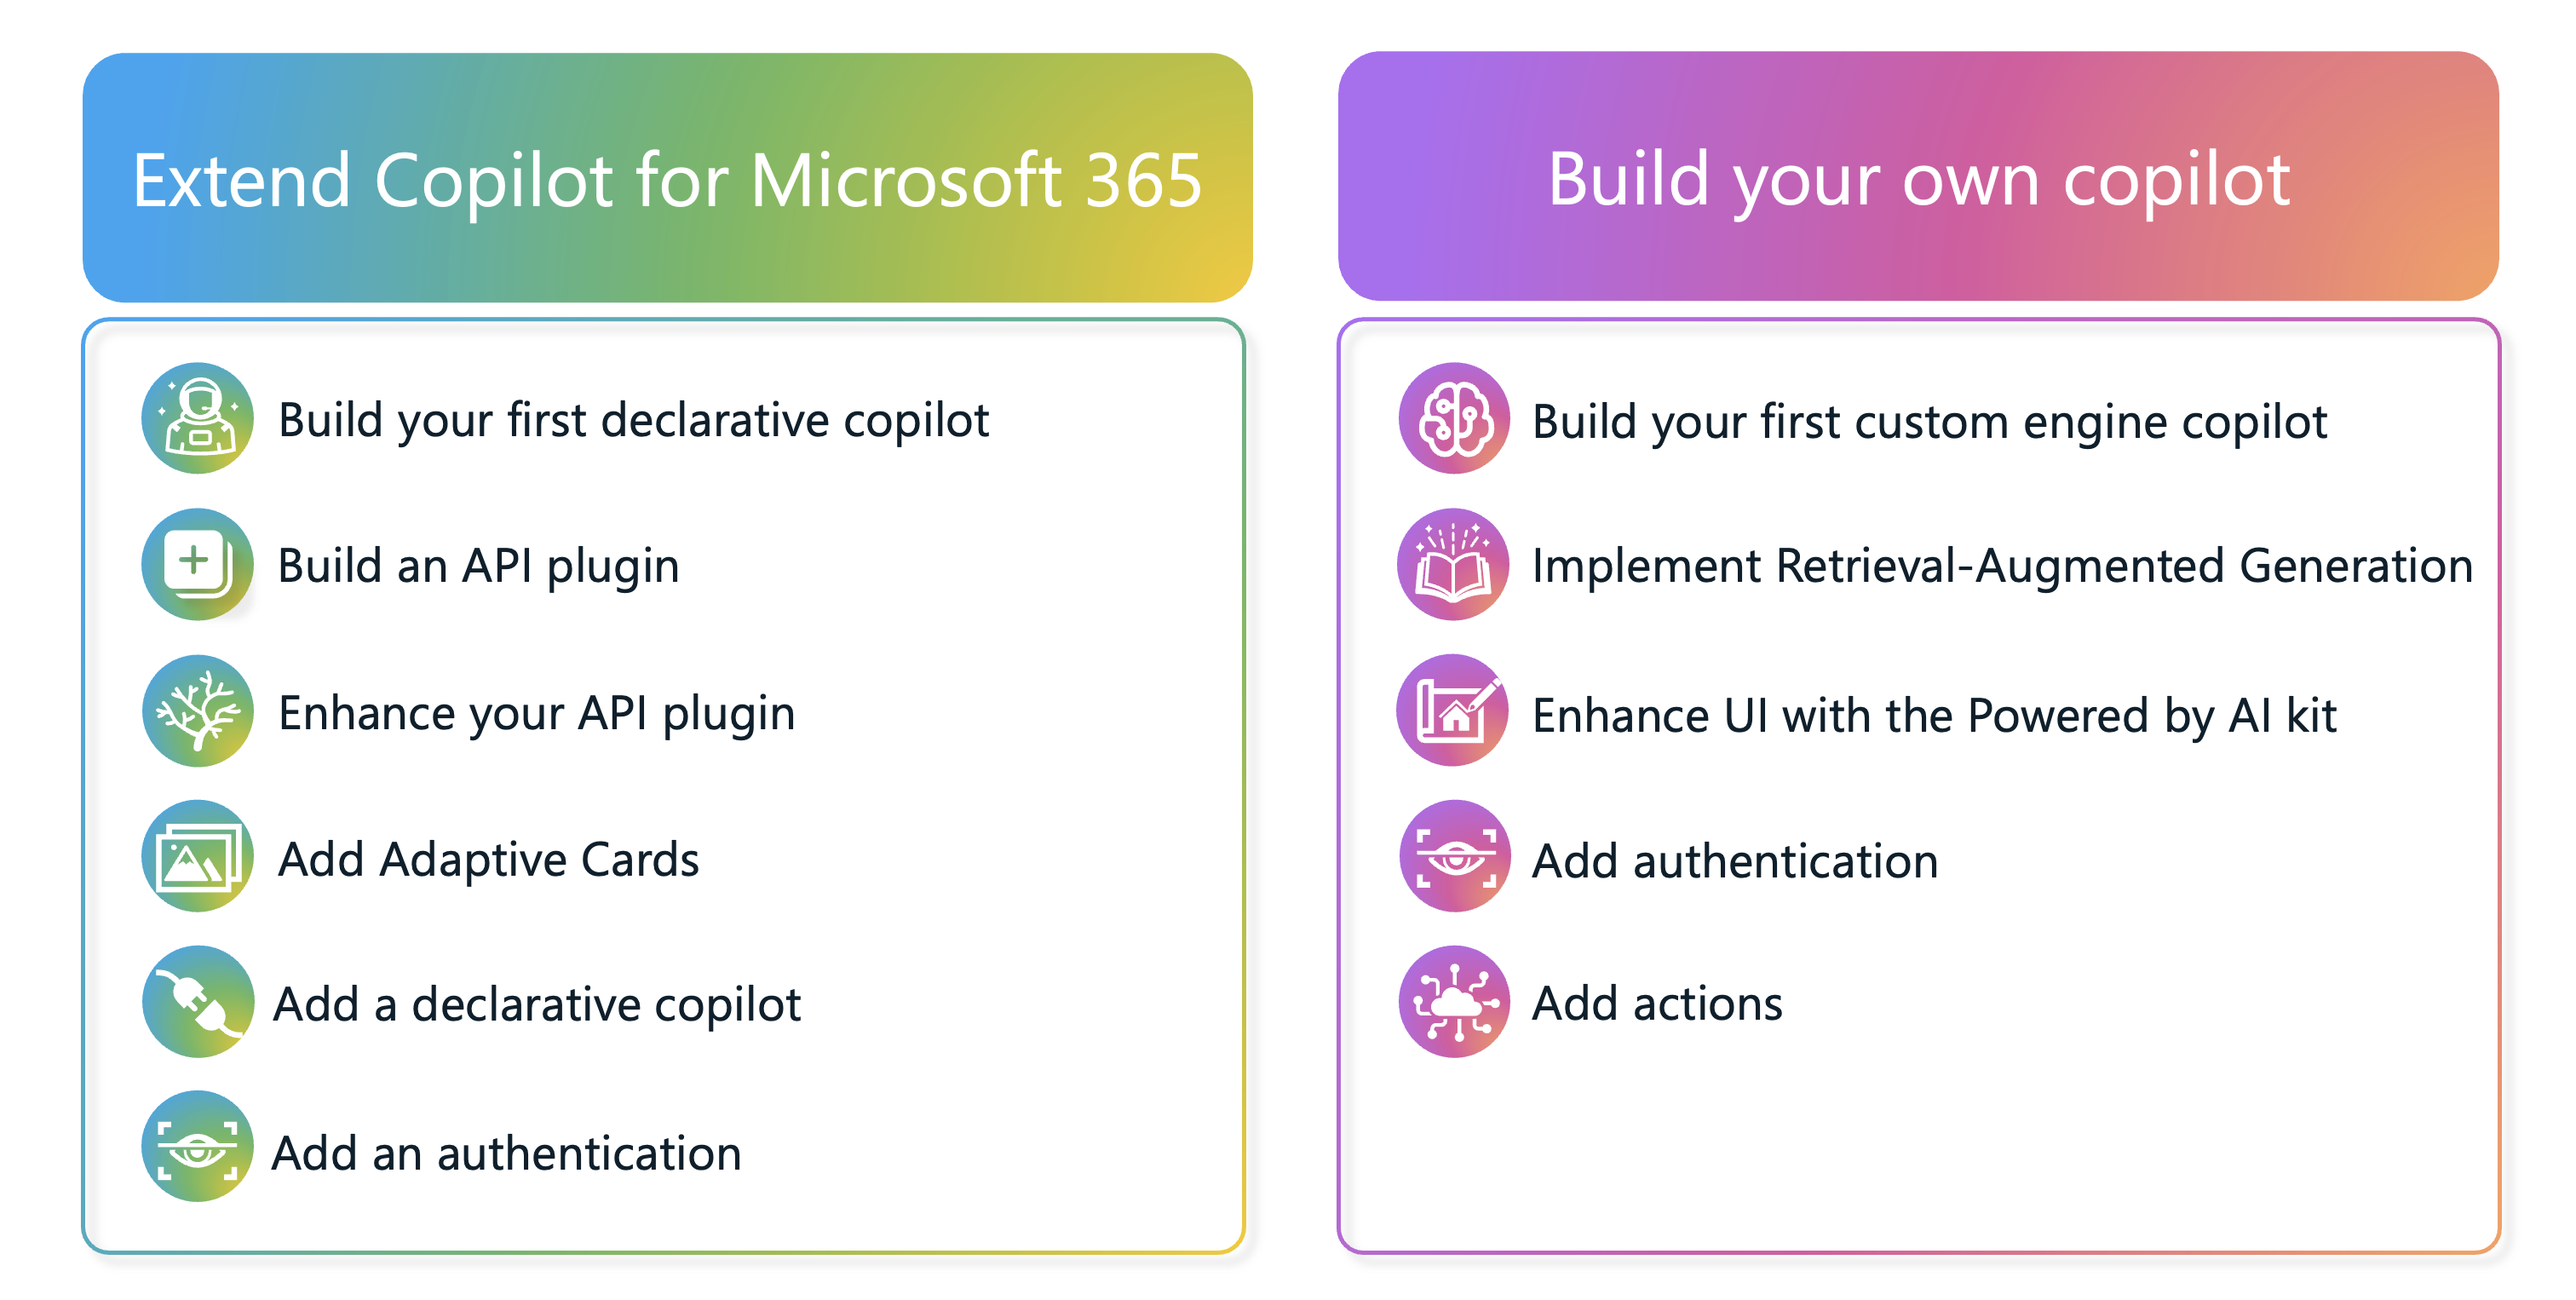 Extend Copilot for Microsoft 365
Build your first declarative copilot
Build an API plugin
Enhance your API plugin
Add Adaptive Cards
Add a declarative copilot
Add an authentication
Build your own copilot
Build your first custom engine copilot
Implement Retrieval-Augmented Generation
Enhance UI with the Powered by AI kit
Add authentication
Add actions